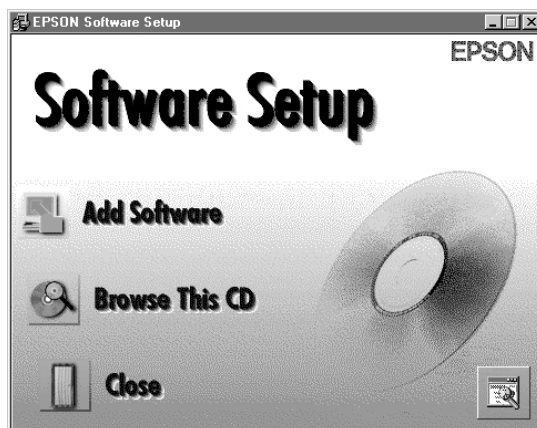 EPSON Software Setup
EPSON
Software Setup
Add Software
Browse This CD
Close